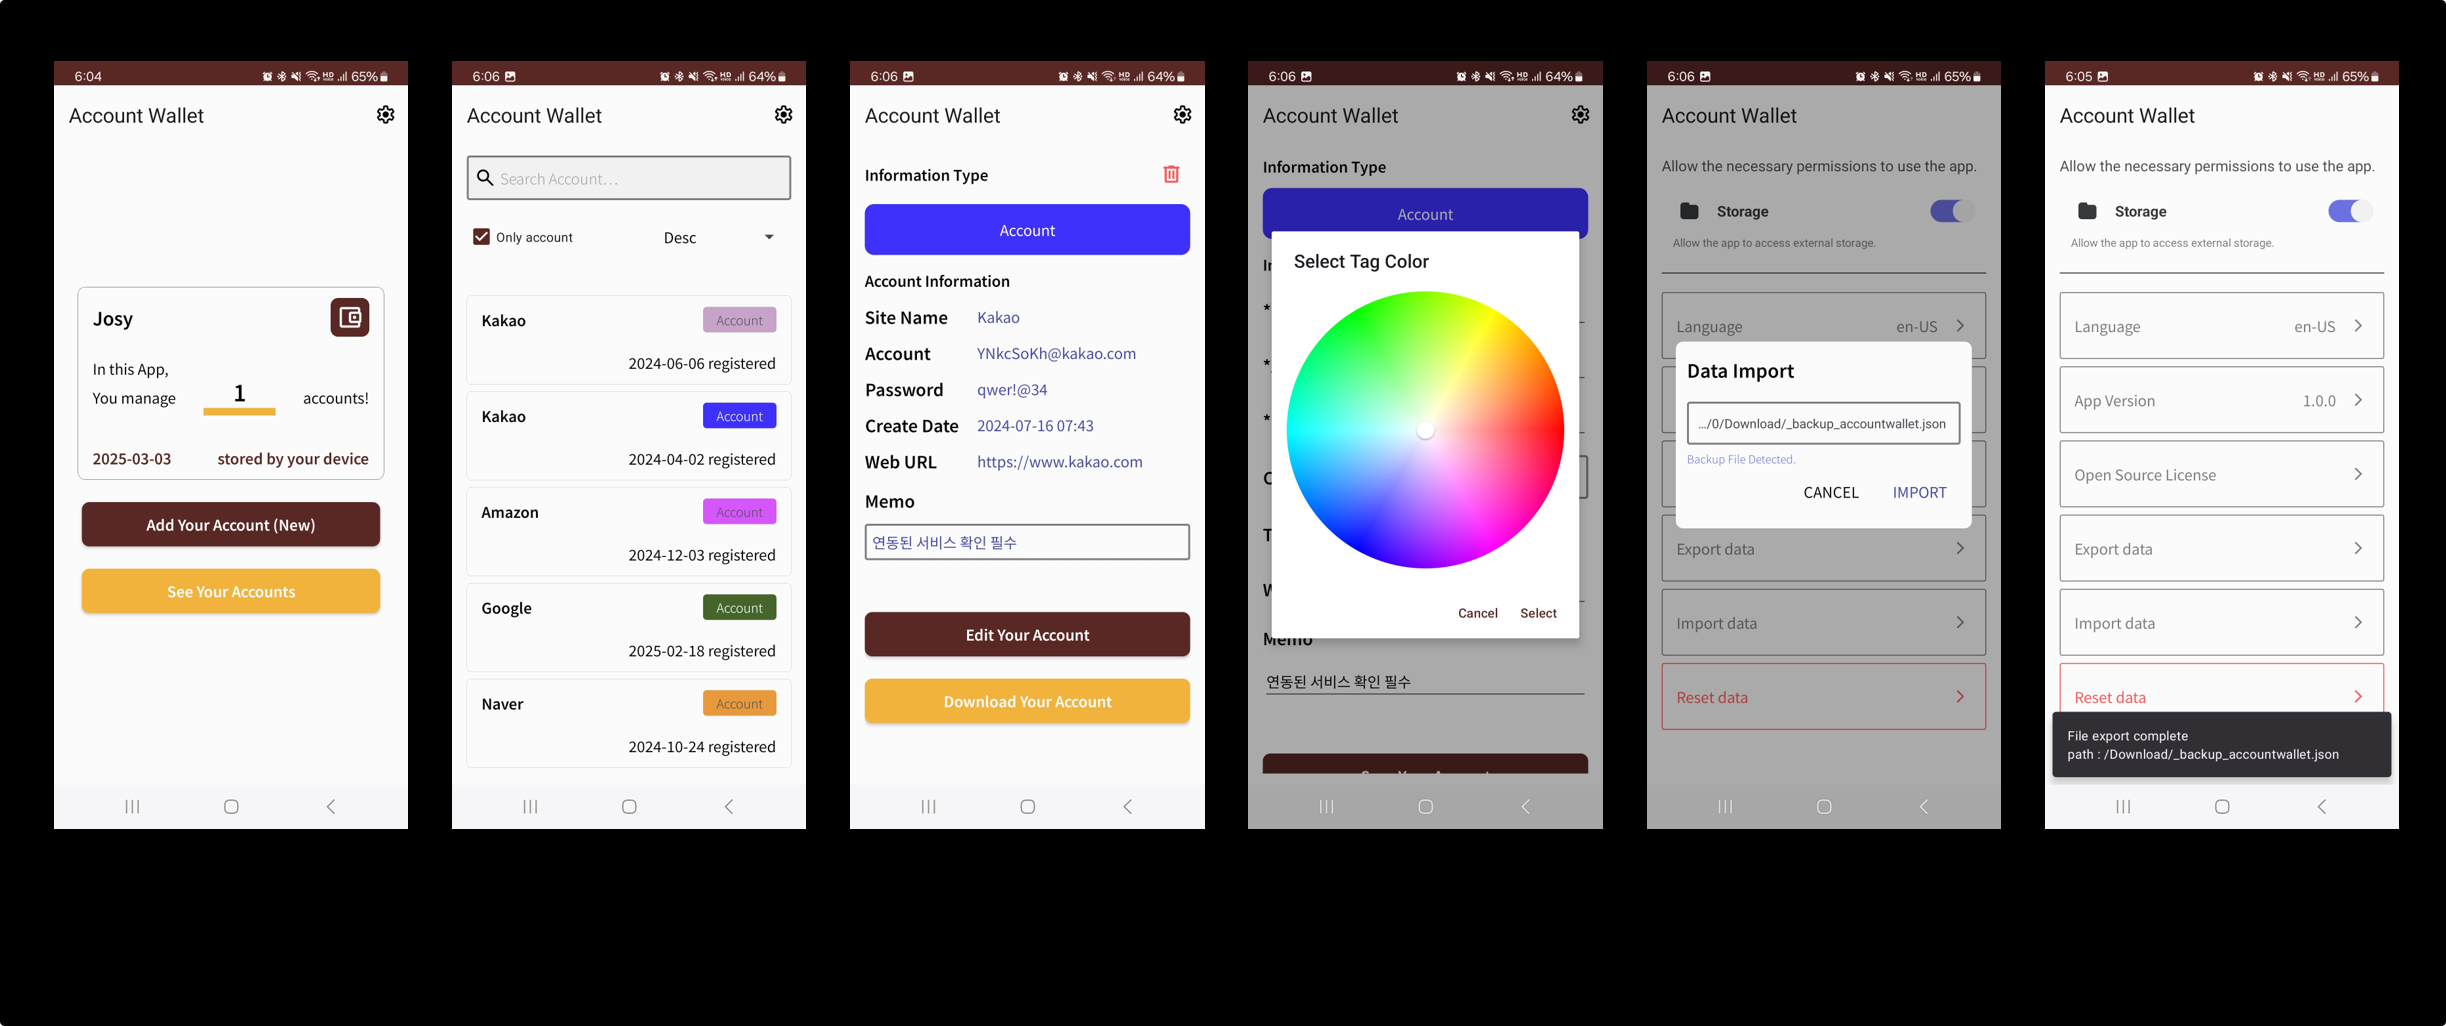 6:04
65%
Account Wallet
Josy
In this App,
You manage 1 accounts!
2025-03-03 stored by your device
Add Your Account (New)
See Your Accounts
6:06
64%
Account Wallet
Search Account...
Only account
Desc
Kakao
Account
2024-06-06 registered
Kakao
Account
2024-04-02 registered
Amazon
Account
2024-12-03 registered
Google
Account
2025-02-18 registered
Naver
Account
2024-10-24 registered
6:06
64%
Account Wallet
Information Type
Account
Account Information
Site Name Kakao
Account YNkcSoKh@kakao.com
Password qwer!@34
Create Date 2024-07-16 07:43
Web URL https://www.kakao.com
Memo
연동된 서비스 확인 필수
Edit Your Account
Download Your Account
6:06
64%
Account Wallet
Information Type
Account
Select Tag Color
Cancel Select
Memo
연동된 서비스 확인 필수
6:06
65%
Account Wallet
Allow the necessary permissions to use the app.
Storage
Allow the app to access external storage.
Language en-US
Data Import
.../0/Download/_backup_accountwallet.json
Backup File Detected.
CANCEL IMPORT
Export data
Import data
Reset data
6:05
65%
Account Wallet
Allow the necessary permissions to use the app.
Storage
Allow the app to access external storage.
Language en-US
App Version 1.0.0
Open Source License
Export data
Import data
Reset data
File export complete
path : /Download/_backup_accountwallet.json